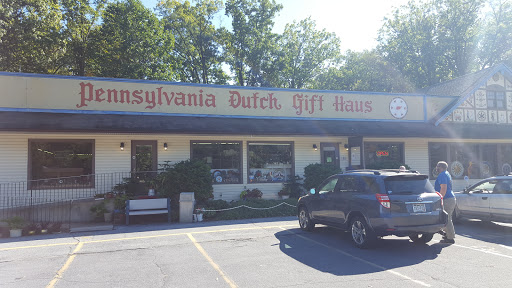 Pennsylvania Dutch Gift Haus